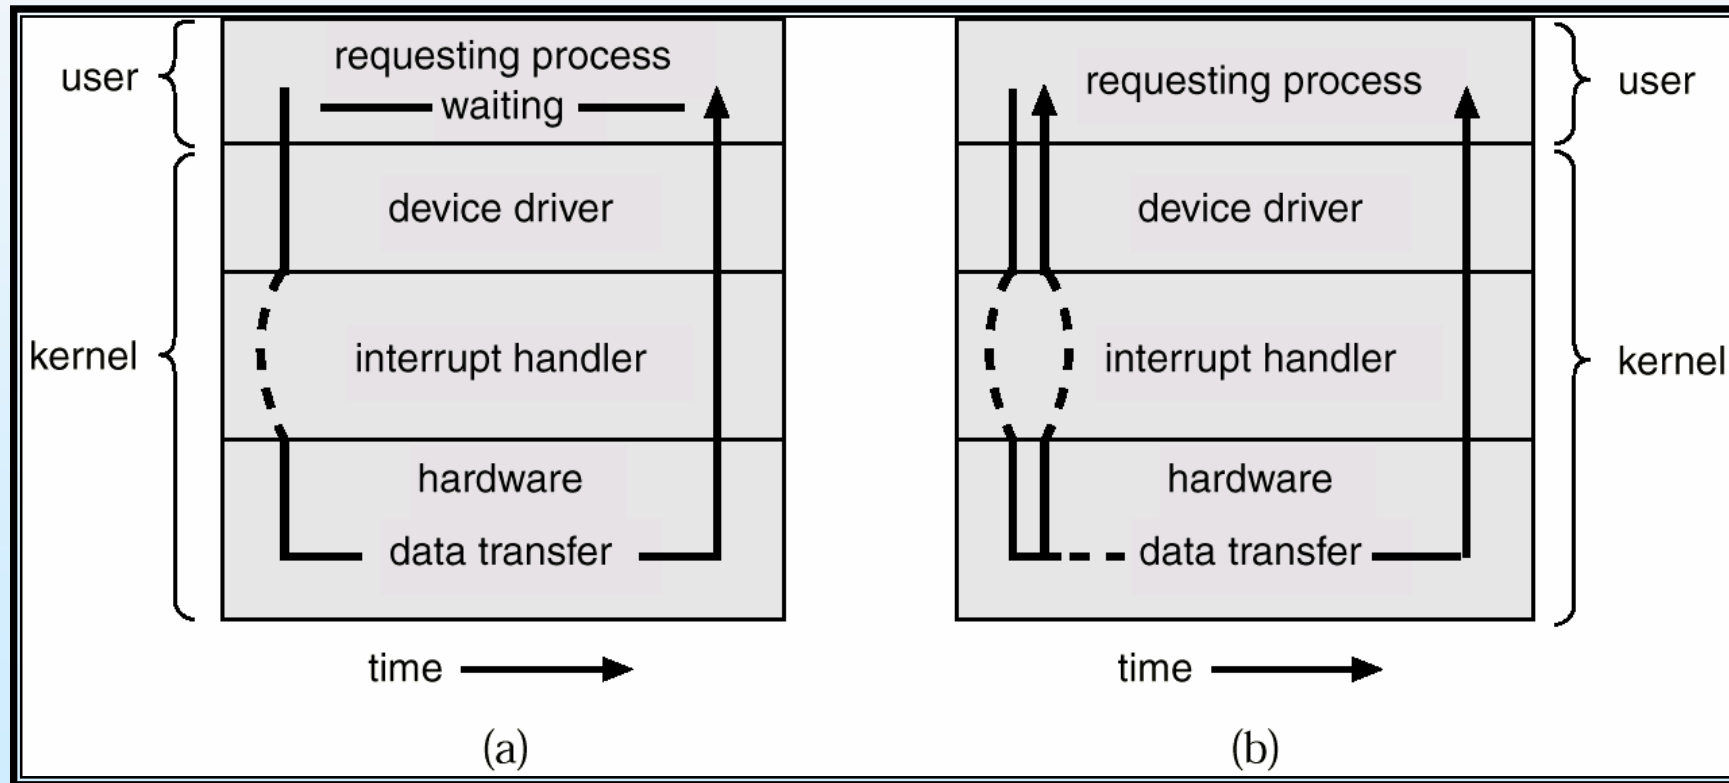 user
requesting process
waiting
device driver
kernel
interrupt handler
hardware
data transfer
time
(a)
requesting process
user
device driver
interrupt handler
kernel
hardware
data transfer
time
(b)